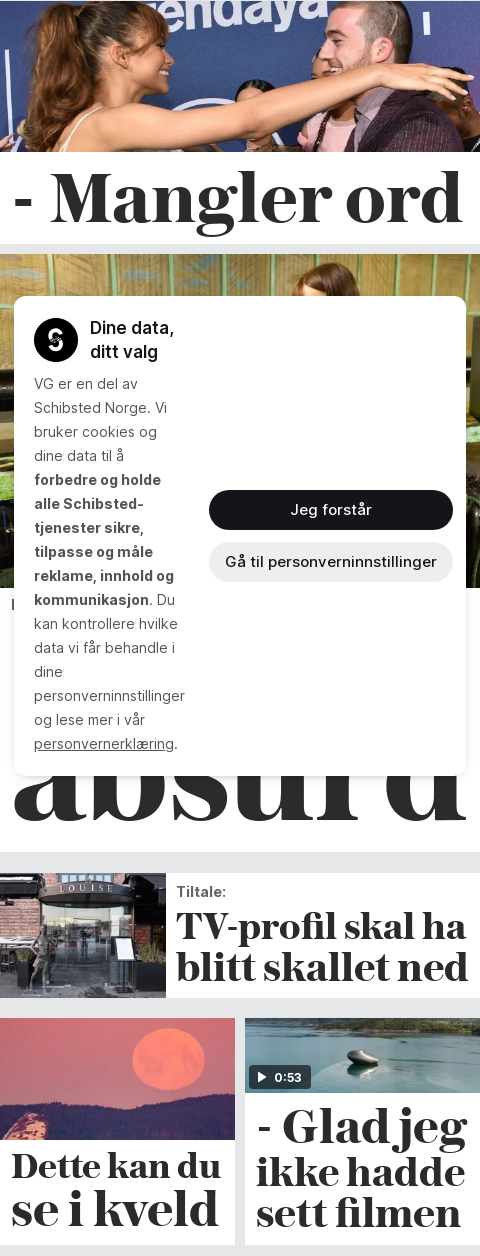 - Mangler ord
Dine data,
ditt valg
VG er en del av
Schibsted Norge. Vi
bruker cookies og
dine data til å
forbedre og holde
alle Schibsted-
tjenester sikre,
tilpasse og måle
reklame, innhold og
kommunikasjon. Du
kan kontrollere hvilke
data vi får behandle i
dine
personverninnstillinger
og lese mer i vår
personvernerklæring.
Jeg forstår
Gå til personverninnstillinger
absurd
LOUISE
Tiltale:
TV-profil skal ha
blitt skallet ned
Dette kan du
se i kveld
0:53
- Glad jeg
ikke hadde
sett filmen